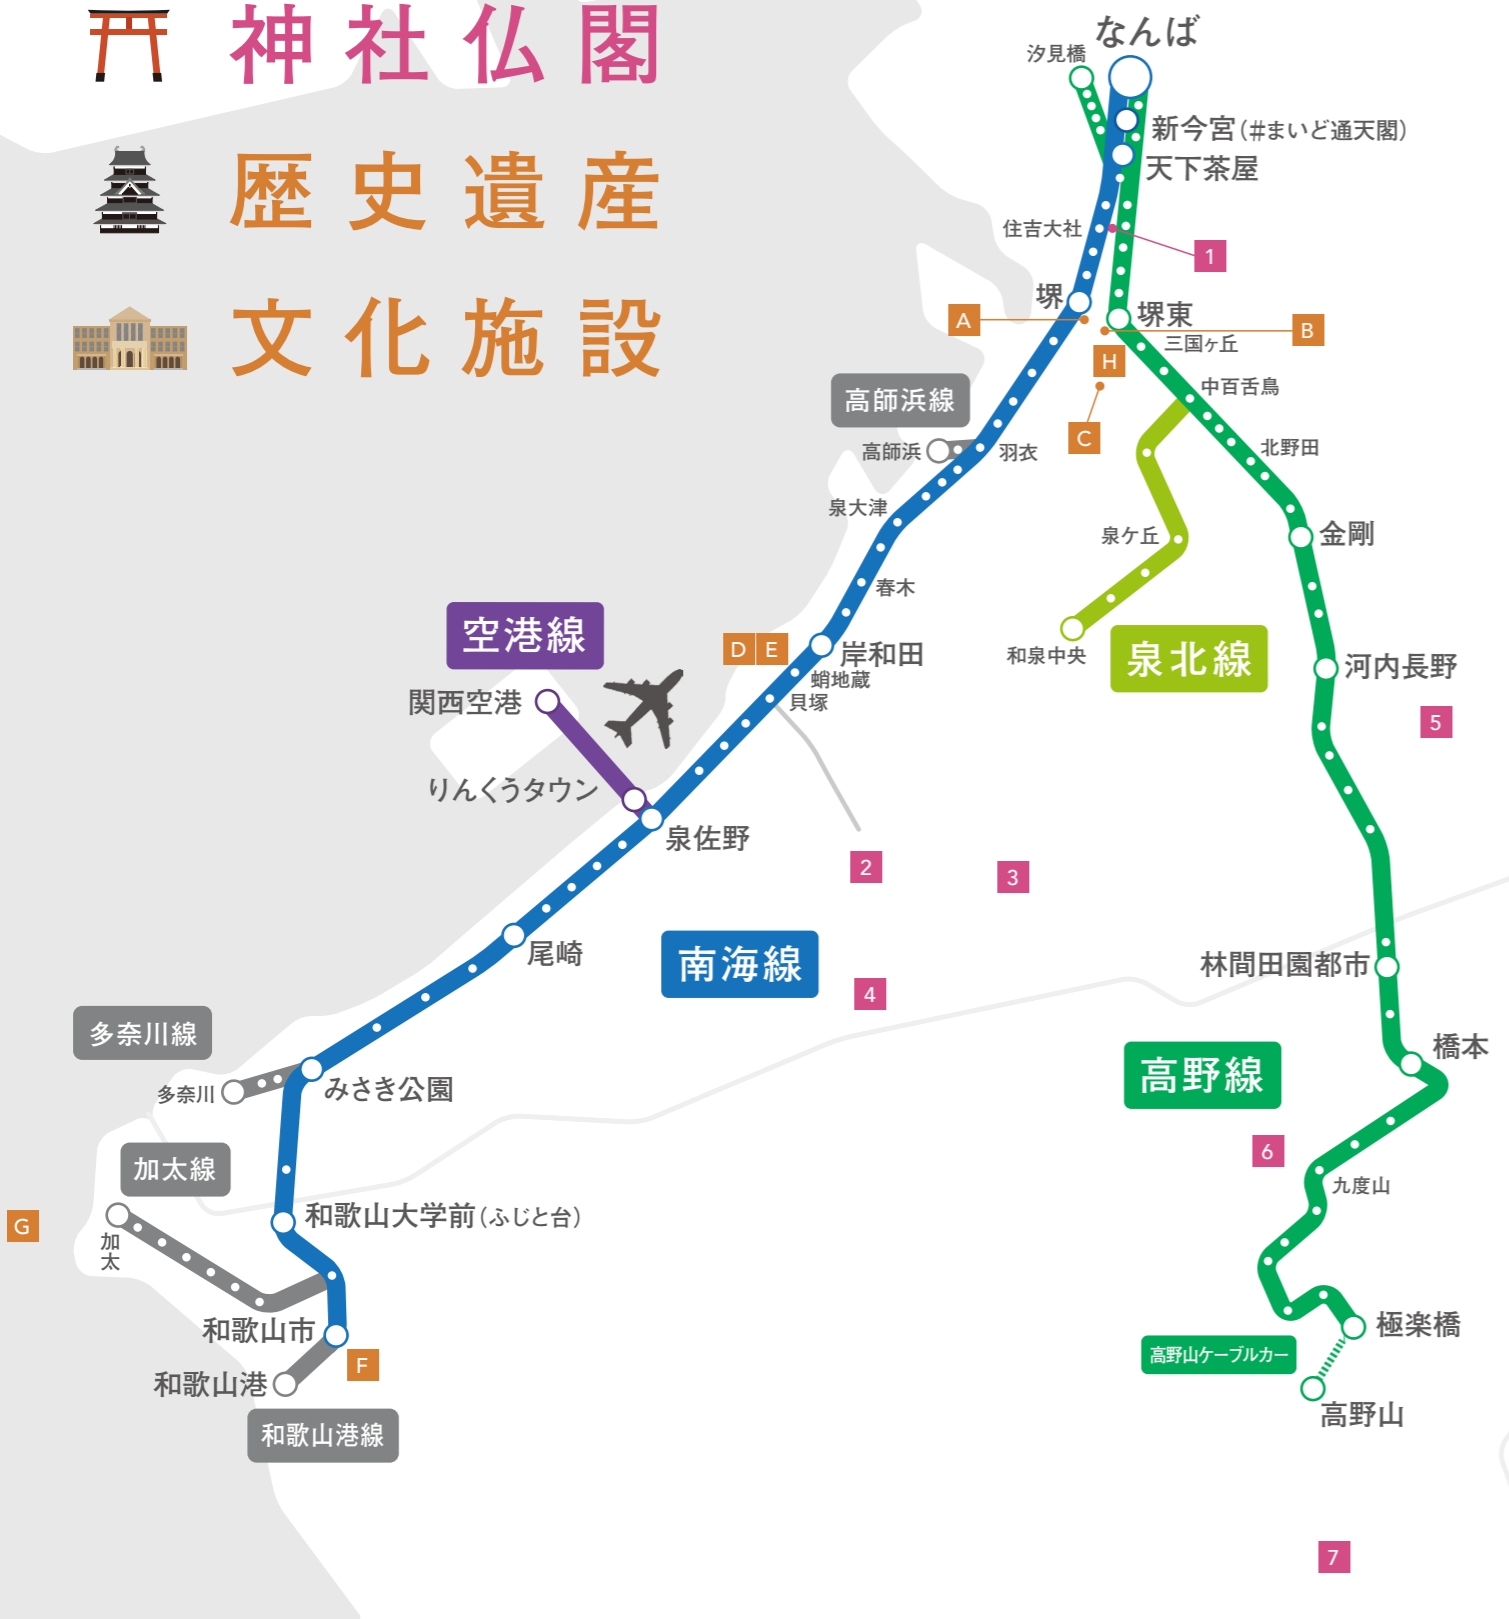 神社仏閣
歴史遺産
文化施設
なんば
汐見橋
新今宮(#まいど通天閣)
天下茶屋
住吉大社
1
堺
A
堺東
B
三国ヶ丘
H
中百舌鳥
高師浜線
C
高師浜
羽衣
北野田
泉大津
泉ケ丘
金剛
春木
空港線
D E
岸和田
和泉中央
泉北線
河内長野
蛸地蔵
貝塚
関西空港
5
りんくうタウン
泉佐野
2
3
尾崎
南海線
林間田園都市
4
多奈川線
橋本
高野線
多奈川
みさき公園
加太線
6
九度山
G
加太
和歌山大学前(ふじと台)
和歌山市
極楽橋
F
高野山ケーブルカー
和歌山港
高野山
和歌山港線
7